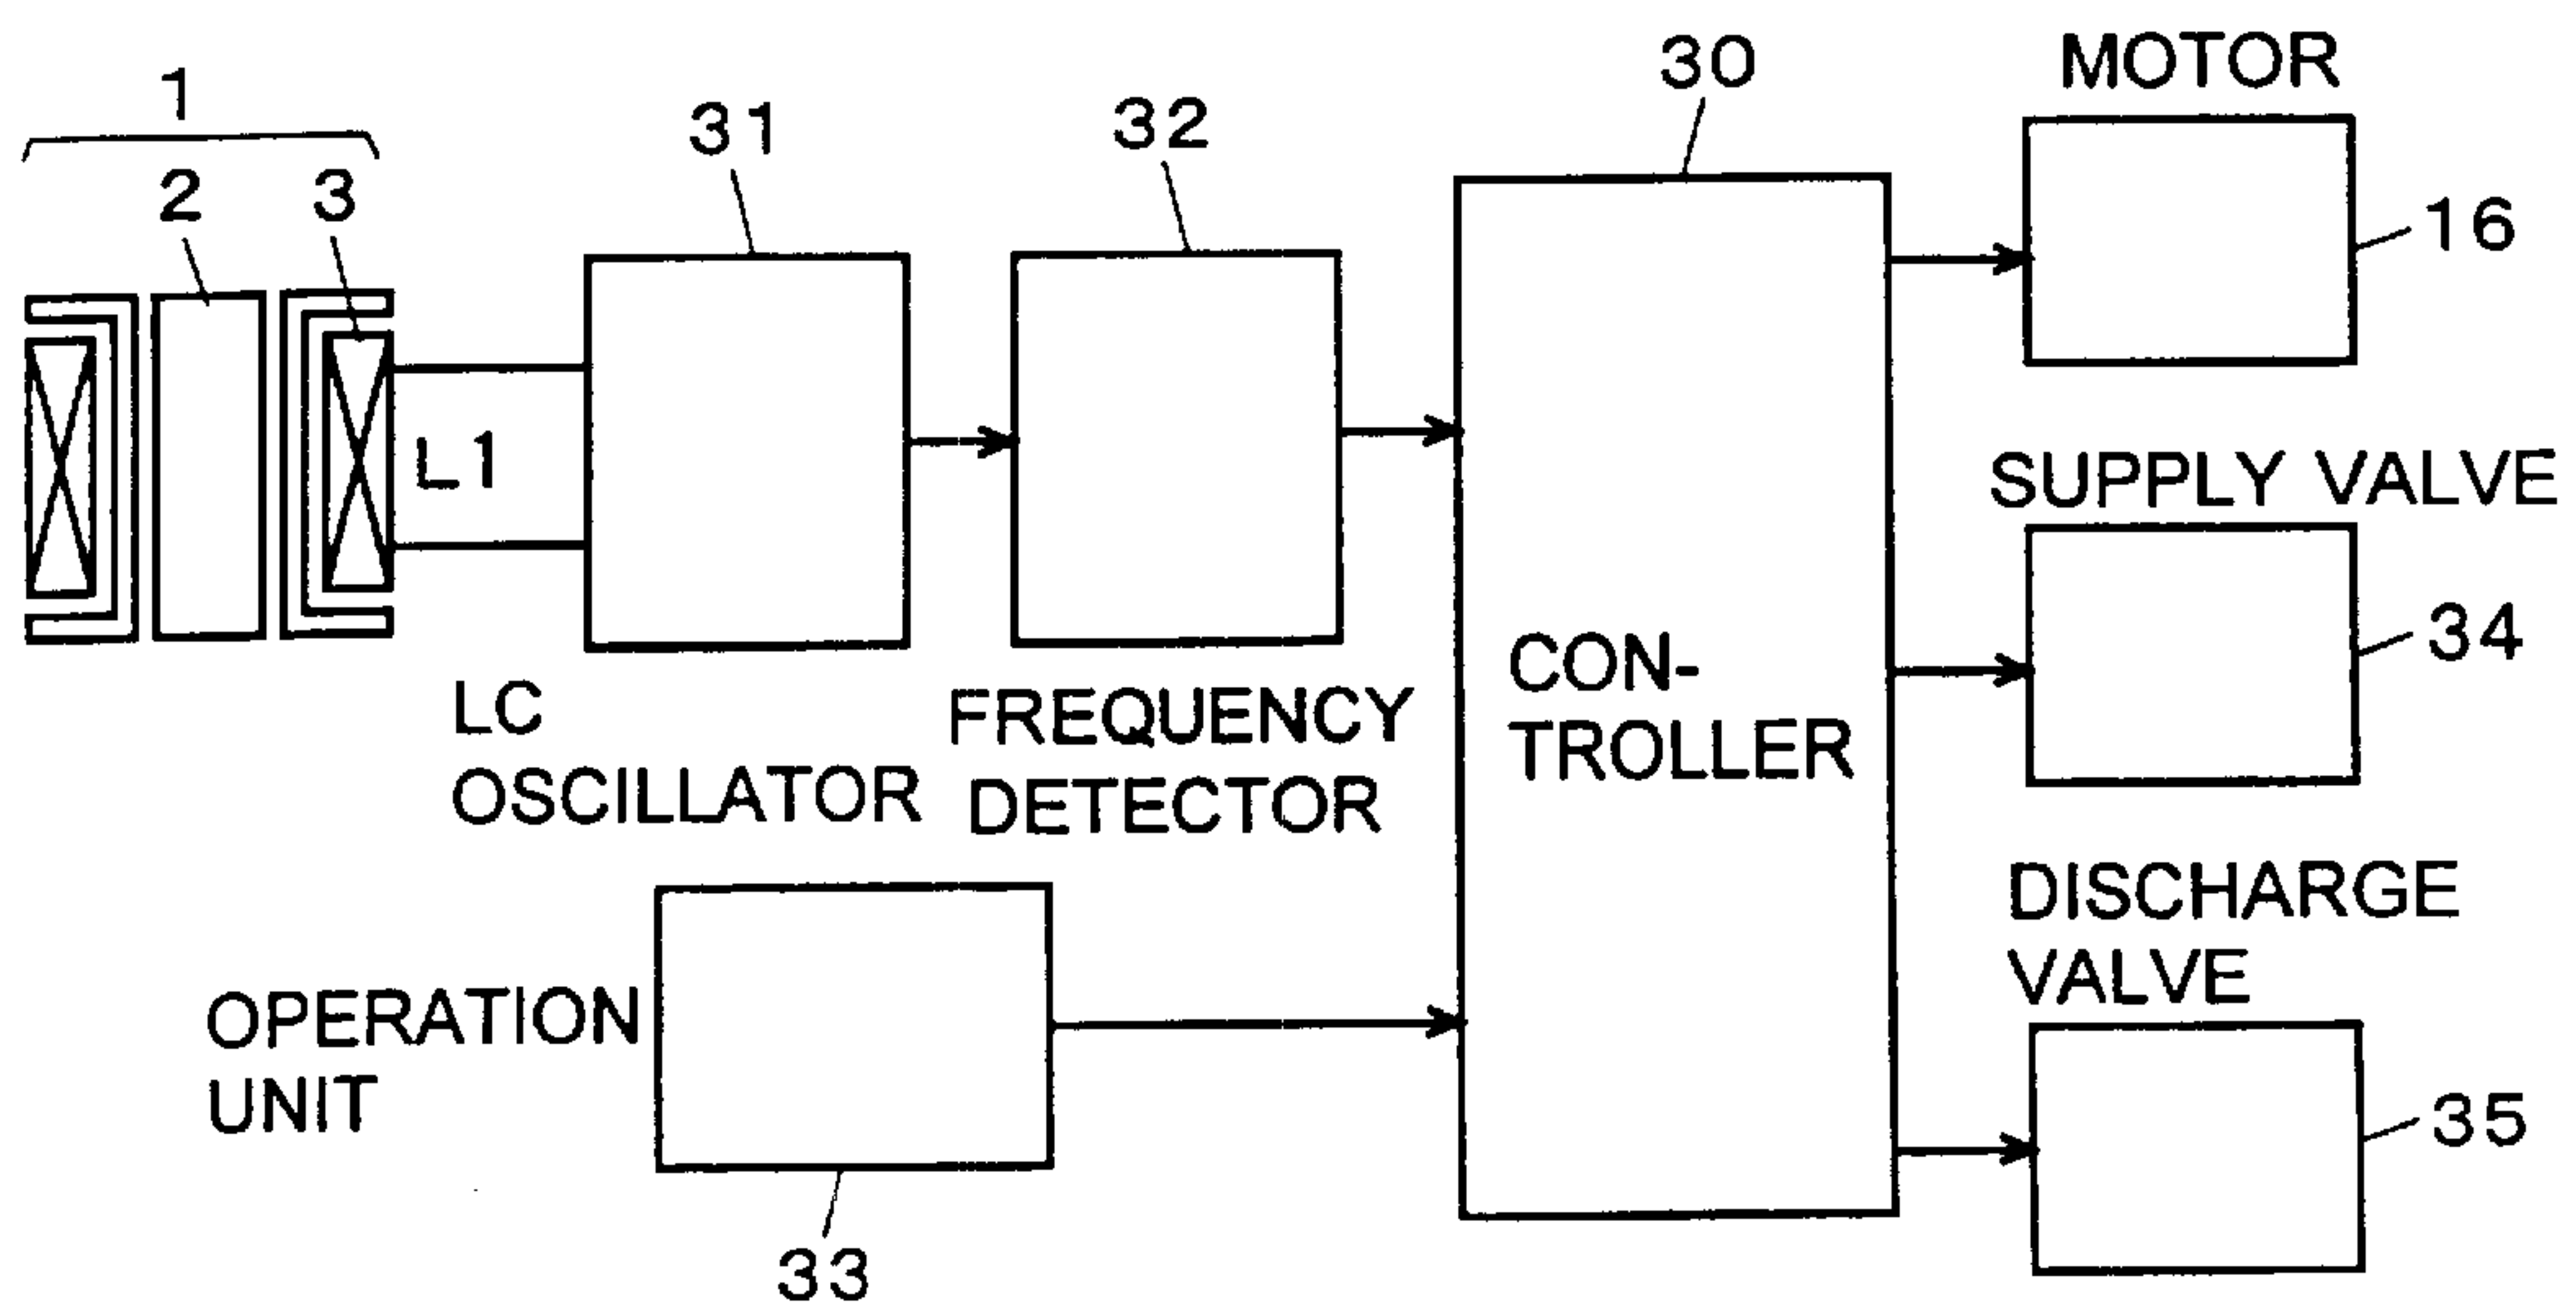 1
2
3
31
32
30
MOTOR
16
L1
SUPPLY VALVE
34
LC
OSCILLATOR
FREQUENCY
DETECTOR
CON-
TROLLER
DISCHARGE
VALVE
35
OPERATION
UNIT
33